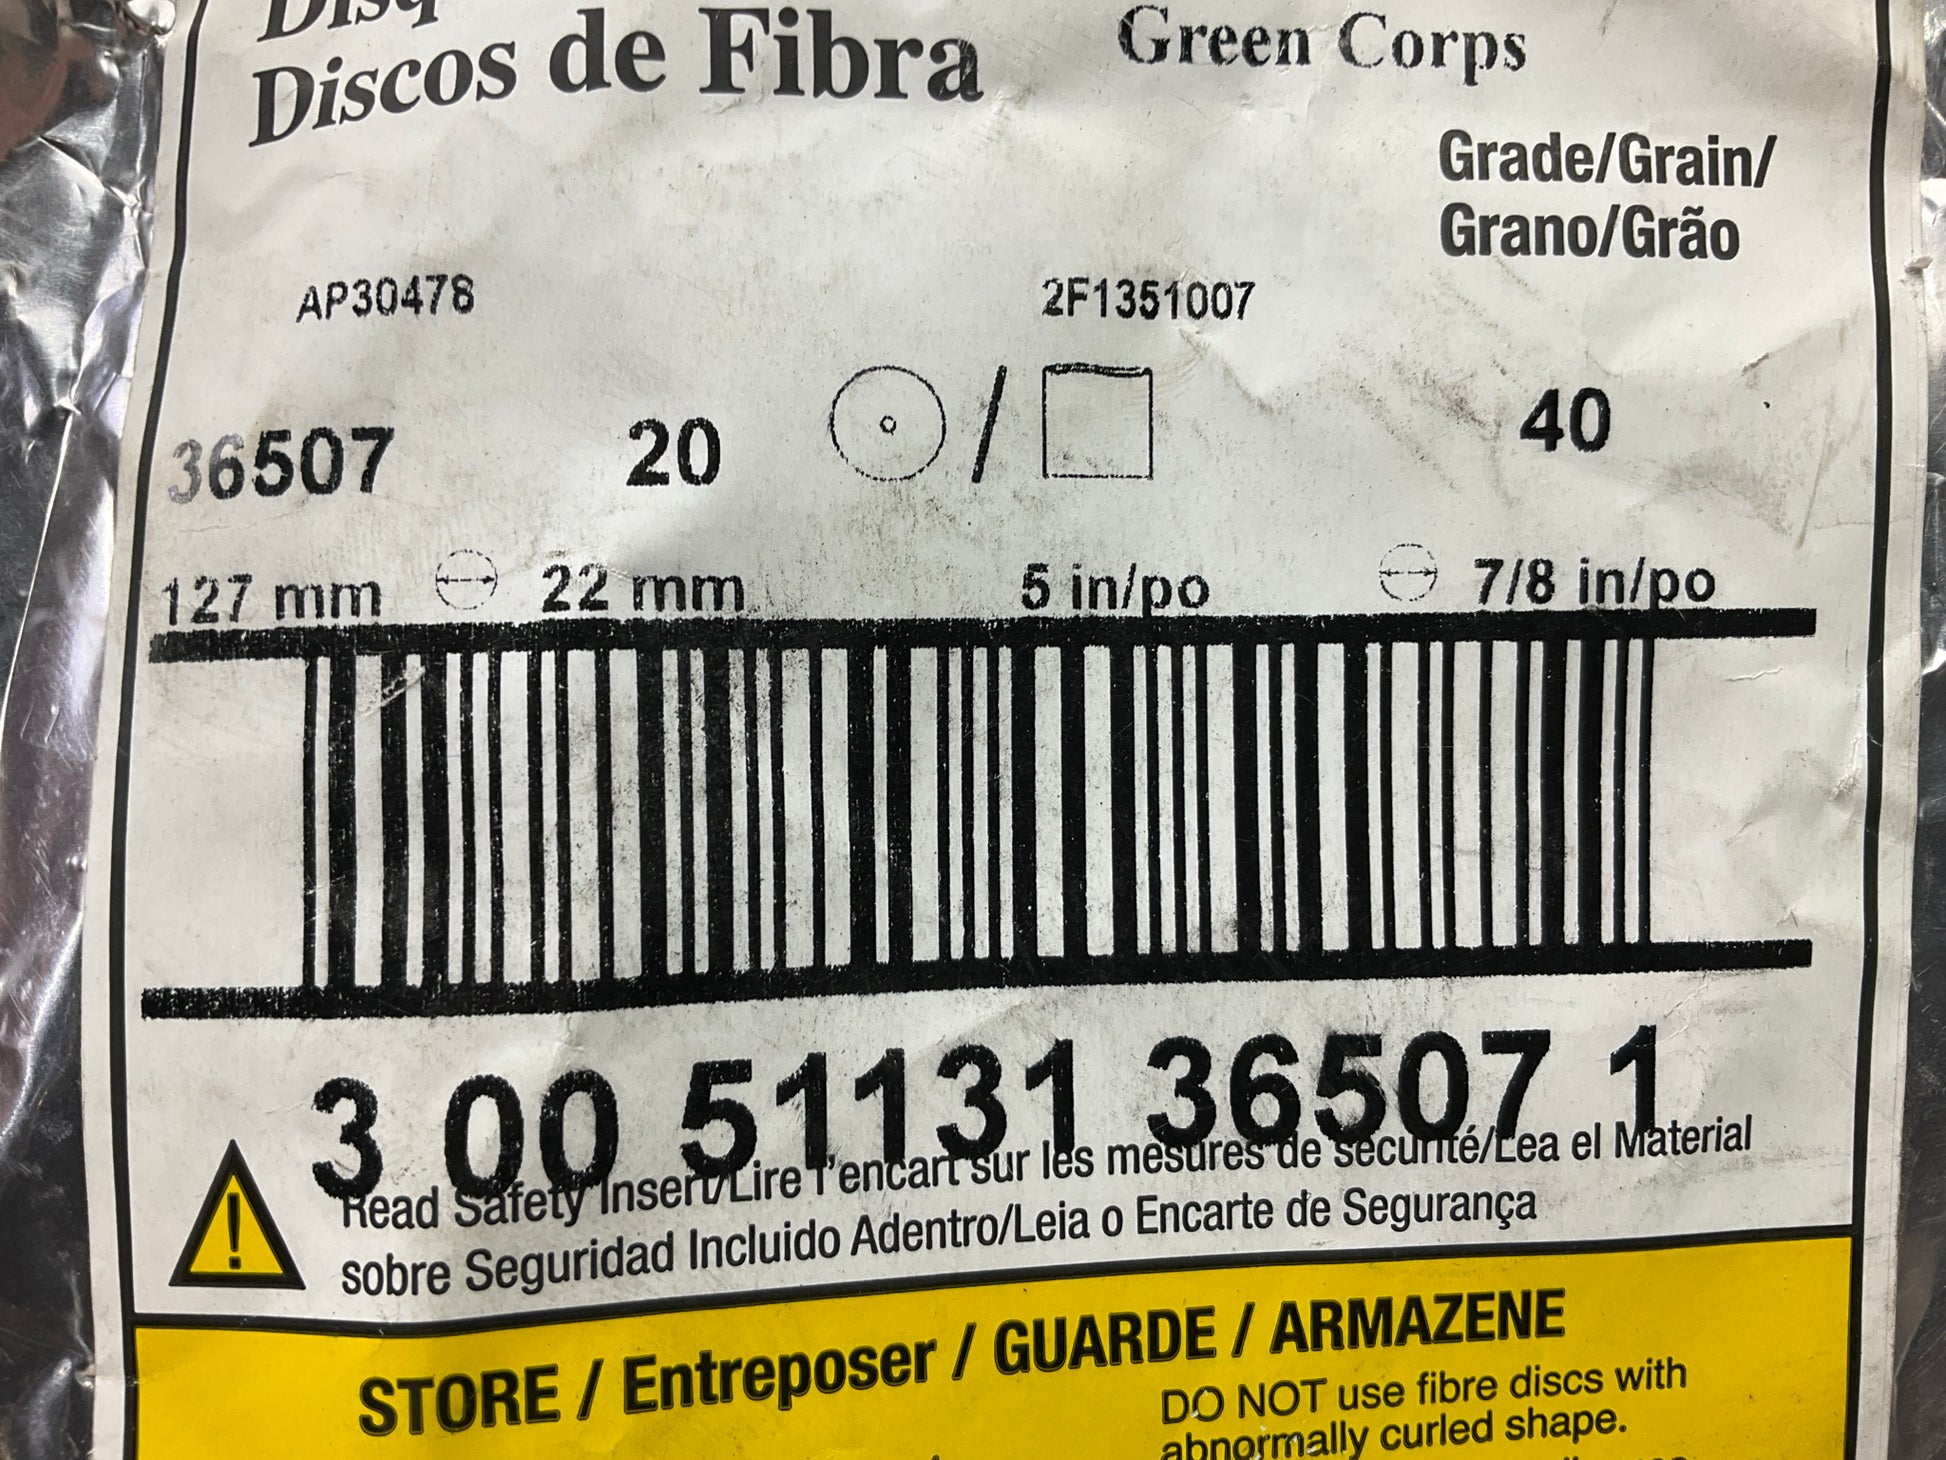 Discos de Fibra
Green Corps
Grade/Grain/
Grano/Grão
AP30478
2F1351007
36507
20
/
40
127 mm
22 mm
5 in/po
7/8 in/po
3 00 51131 36507 1
Read Safety Insert/Lire l'encart sur les mesures de sécurité/Lea el Material
sobre Seguridad Incluido Adentro/Leia o Encarte de Segurança
STORE / Entreposer / GUARDE / ARMAZENE
DO NOT use fibre discs with
abnormally curled shape.